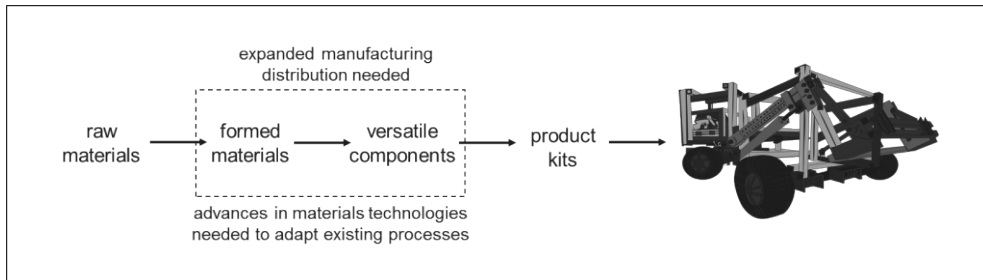 expanded manufacturing
distribution needed
raw
materials
formed
materials
versatile
components
product
kits
advances in materials technologies
needed to adapt existing processes